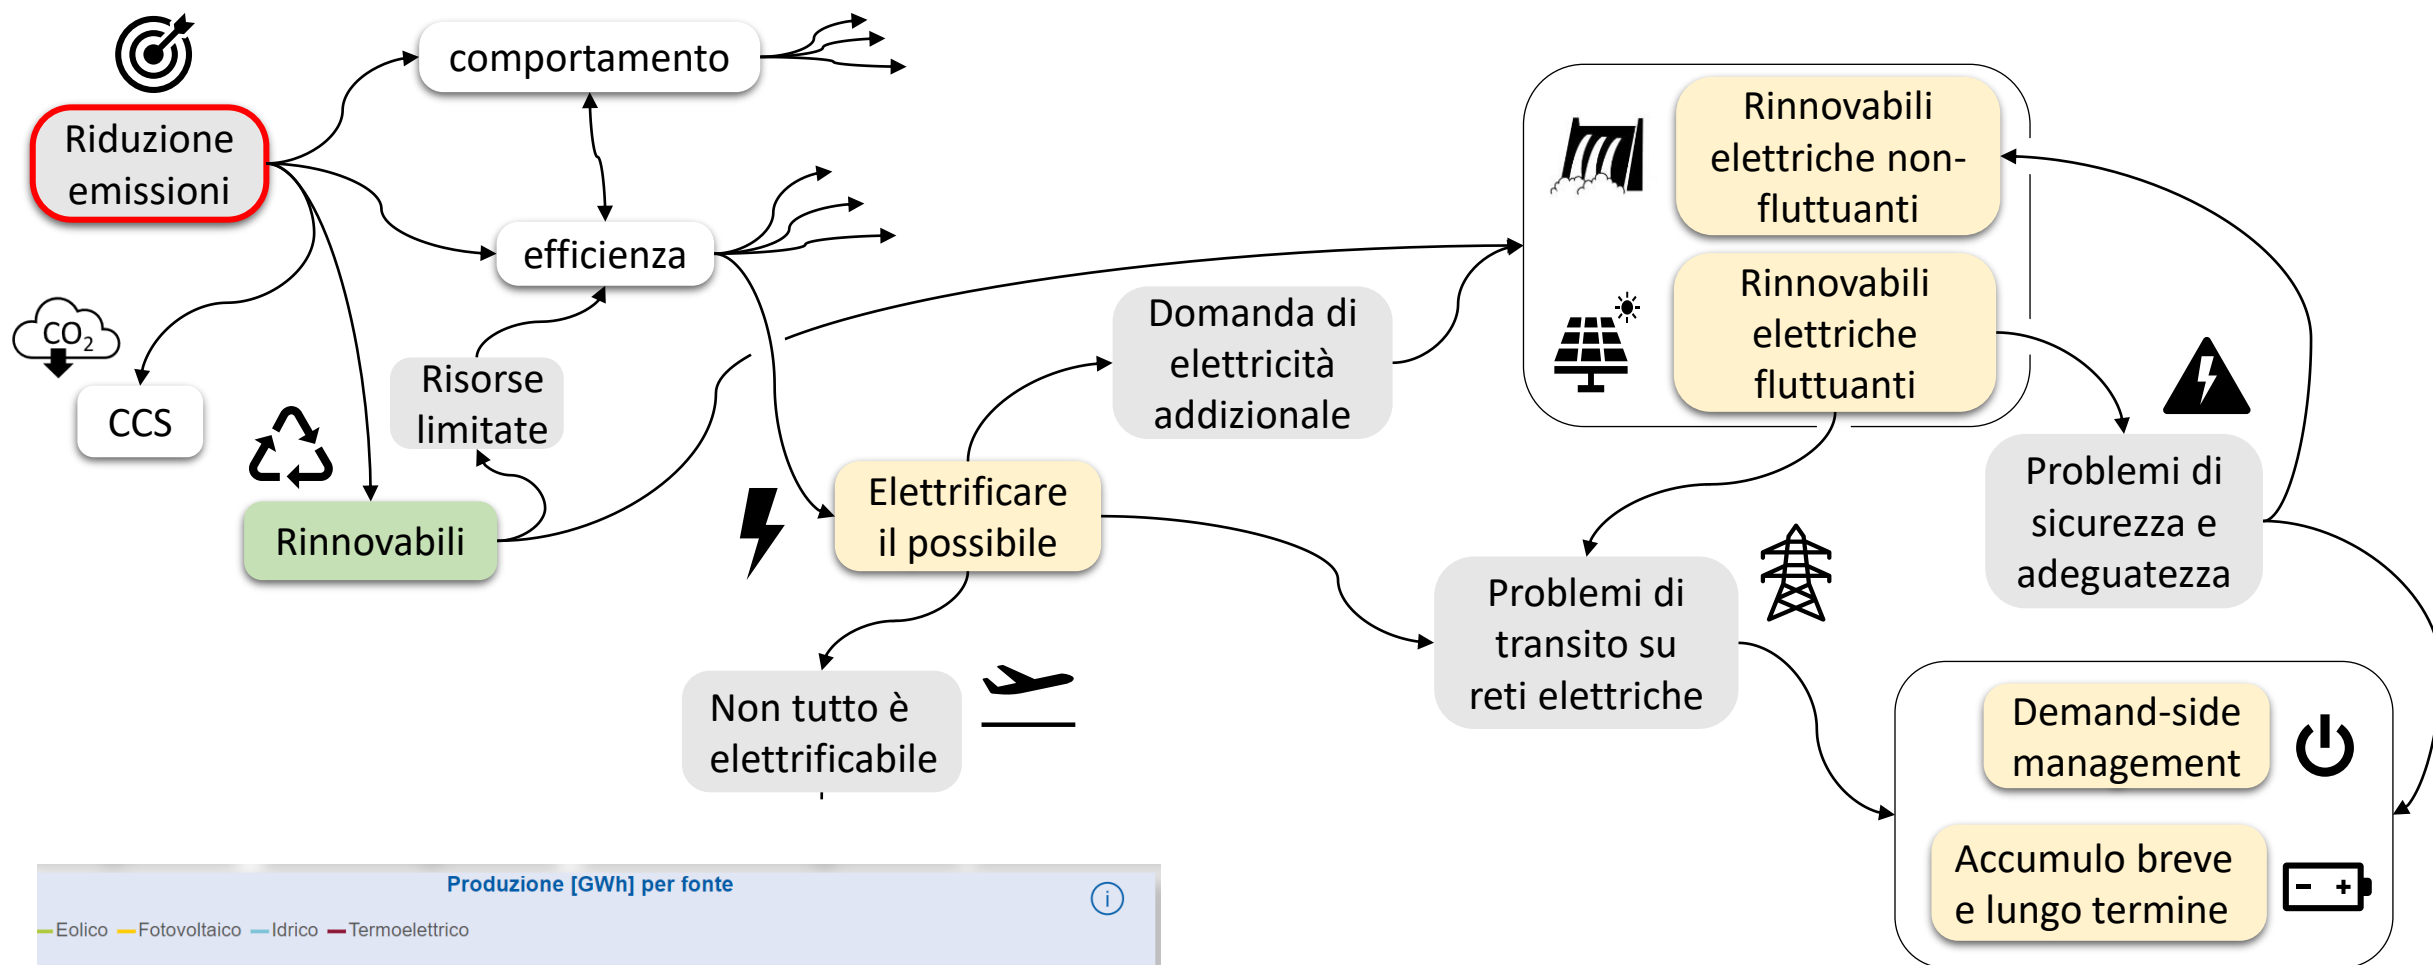 comportamento
Riduzione
emissioni
efficienza
CO2
CCS
Risorse
limitate
Rinnovabili
Domanda di
elettricità
addizionale
Elettrificare
il possibile
Non tutto è
elettrificabile
Rinnovabili
elettriche non-
fluttuanti
Rinnovabili
elettriche
fluttuanti
Problemi di
sicurezza e
adeguatezza
Problemi di
transito su
reti elettriche
Demand-side
management
Accumulo breve
e lungo termine
Produzione [GWh] per fonte
i
Eolico Fotovoltaico Idrico Termoelettrico